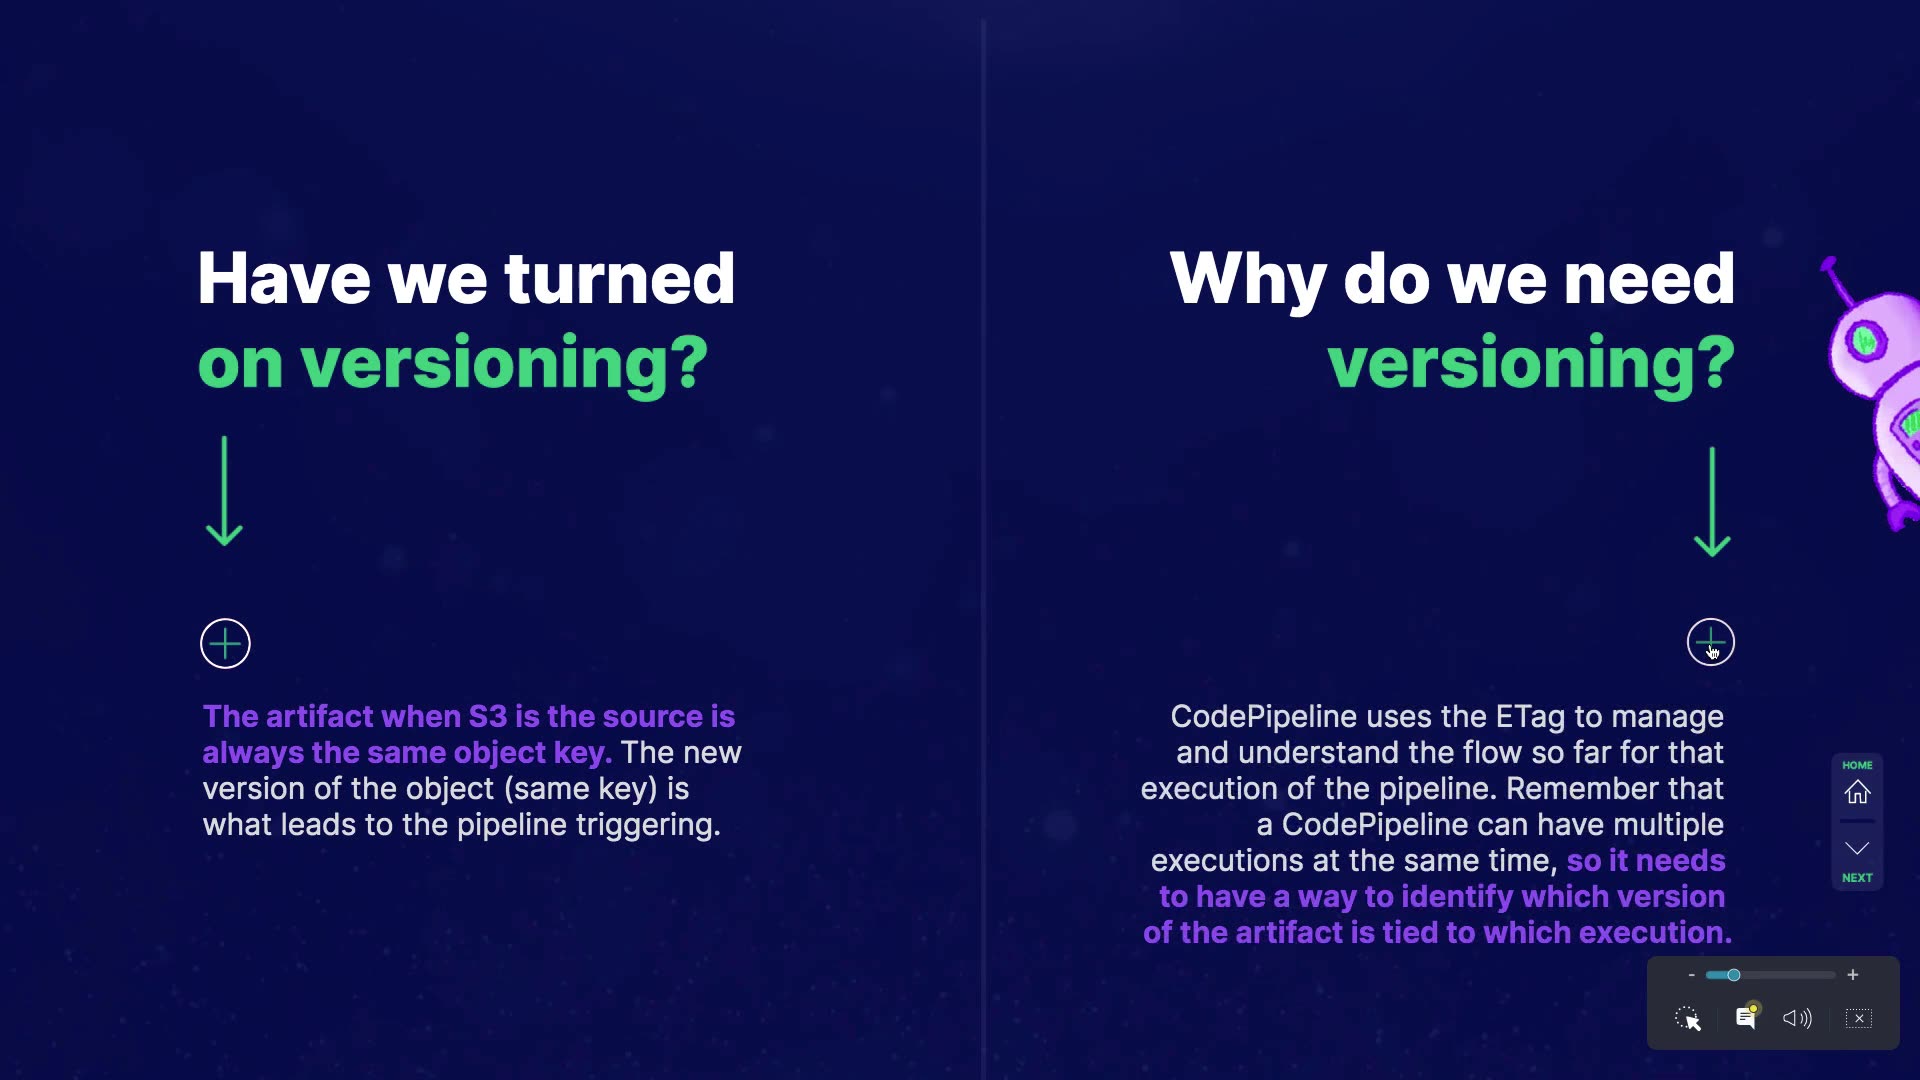 Have we turned
on versioning?
The artifact when S3 is the source is
always the same object key. The new
version of the object (same key) is
what leads to the pipeline triggering.
Why do we need
versioning?
CodePipeline uses the ETag to manage
and understand the flow so far for that
execution of the pipeline. Remember that
a CodePipeline can have multiple
executions at the same time, so it needs
to have a way to identify which version
of the artifact is tied to which execution.
HOME
NEXT